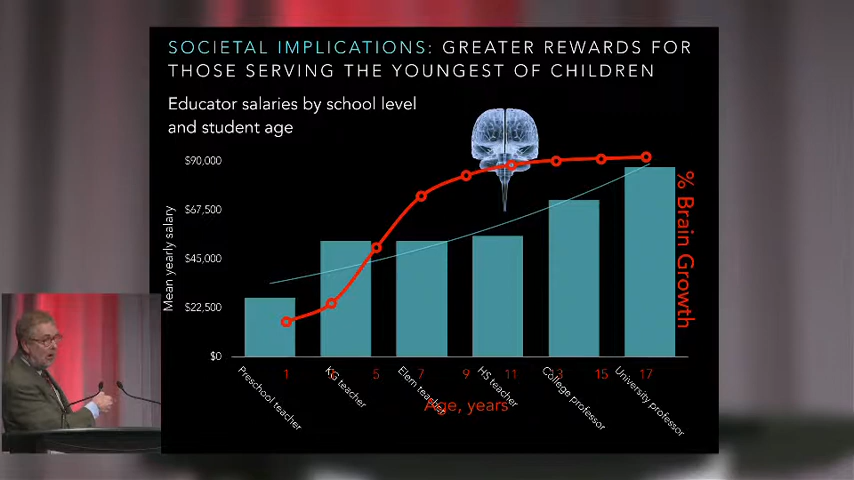 SOCIETAL IMPLICATIONS: GREATER REWARDS FOR
THOSE SERVING THE YOUNGEST OF CHILDREN
Educator salaries by school level
and student age
$90,000
$67,500
$45,000
$22,500
$0
Mean yearly salary
% Brain Growth
1 5 7 9 11 13 15 17
Preschool teacher
KG teacher
Elem teacher
HS teacher
College professor
University professor
Age, years